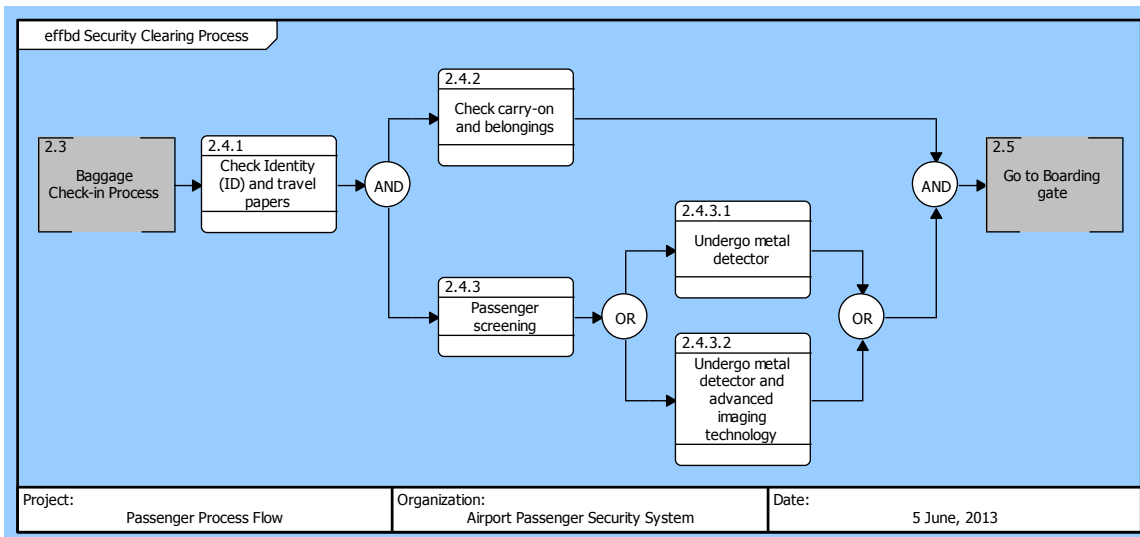 effbd Security Clearing Process
2.3
Baggage
Check-in Process
2.4.1
Check Identity
(ID) and travel
papers
AND
2.4.2
Check carry-on
and belongings
2.4.3
Passenger
screening
OR
2.4.3.1
Undergo metal
detector
2.4.3.2
Undergo metal
detector and
advanced
imaging
technology
OR
AND
2.5
Go to Boarding
gate
Project:
Passenger Process Flow
Organization:
Airport Passenger Security System
Date:
5 June, 2013